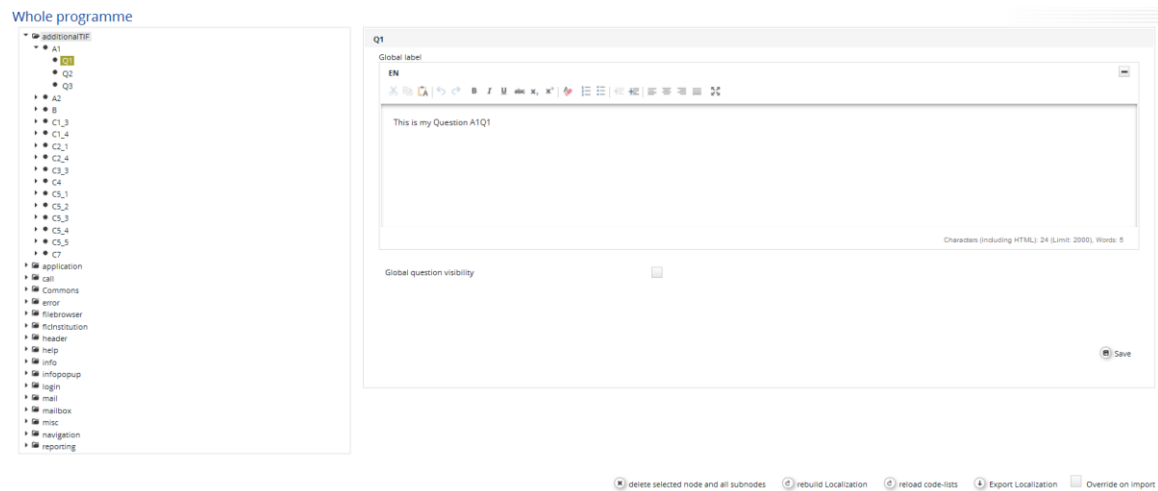 Whole programme
additionalTIF
A1
Q1
Q2
Q3
A2
B
C1_3
C1_4
C2_1
C2_4
C3_3
C4
C5_1
C5_2
C5_3
C5_4
C5_5
C7
application
call
Commons
error
filebrowser
flcInstitution
header
help
info
infopopup
login
mail
mailbox
misc
navigation
reporting
Q1
Global label
EN
This is my Question A1Q1
Characters (including HTML): 24 (Limit: 2000), Words: 5
Global question visibility
Save
delete selected node and all subnodes rebuild Localization reload code-lists Export Localization Override on import